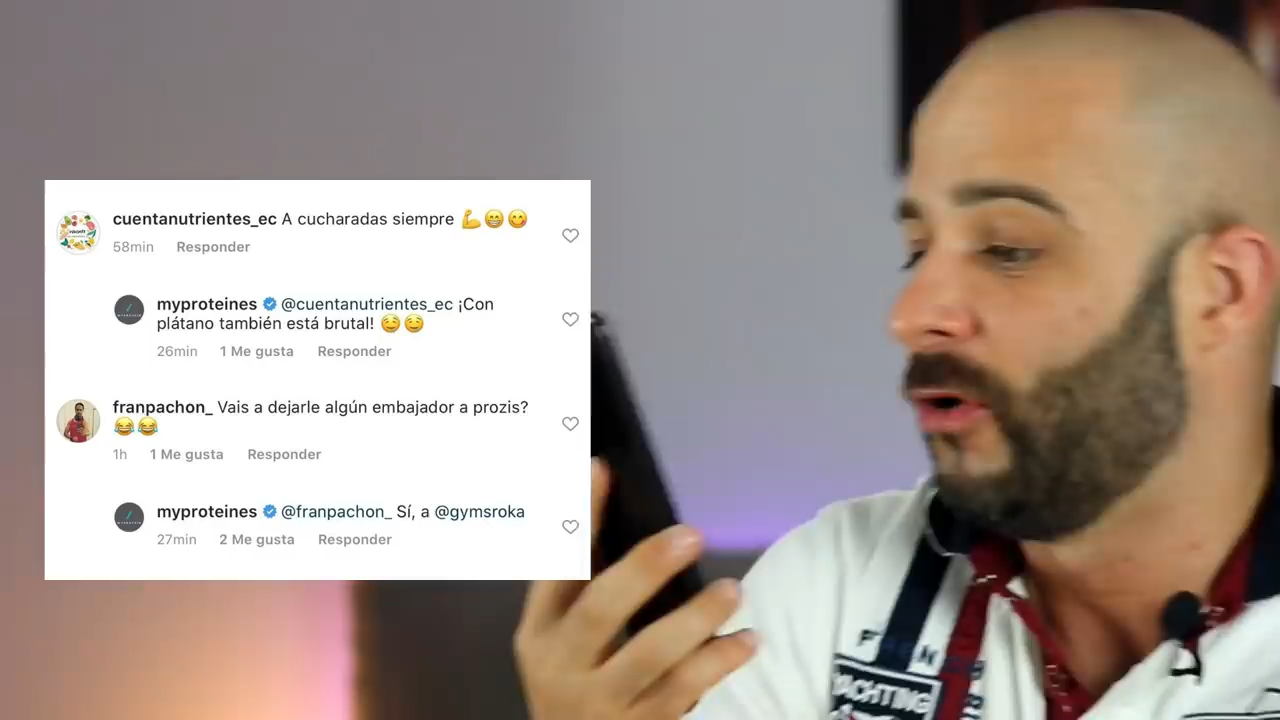 cuentanutrientes_ec A cucharadas siempre 💪😁😋
58min Responder
myproteines @cuentanutrientes_ec ¡Con
plátano también está brutal! 😋😋
26min 1 Me gusta Responder
franpachon_ Vais a dejarle algún embajador a prozis?
😂😂
1h 1 Me gusta Responder
myproteines @franpachon_ Sí, a @gymsroka
27min 2 Me gusta Responder
YACHTING